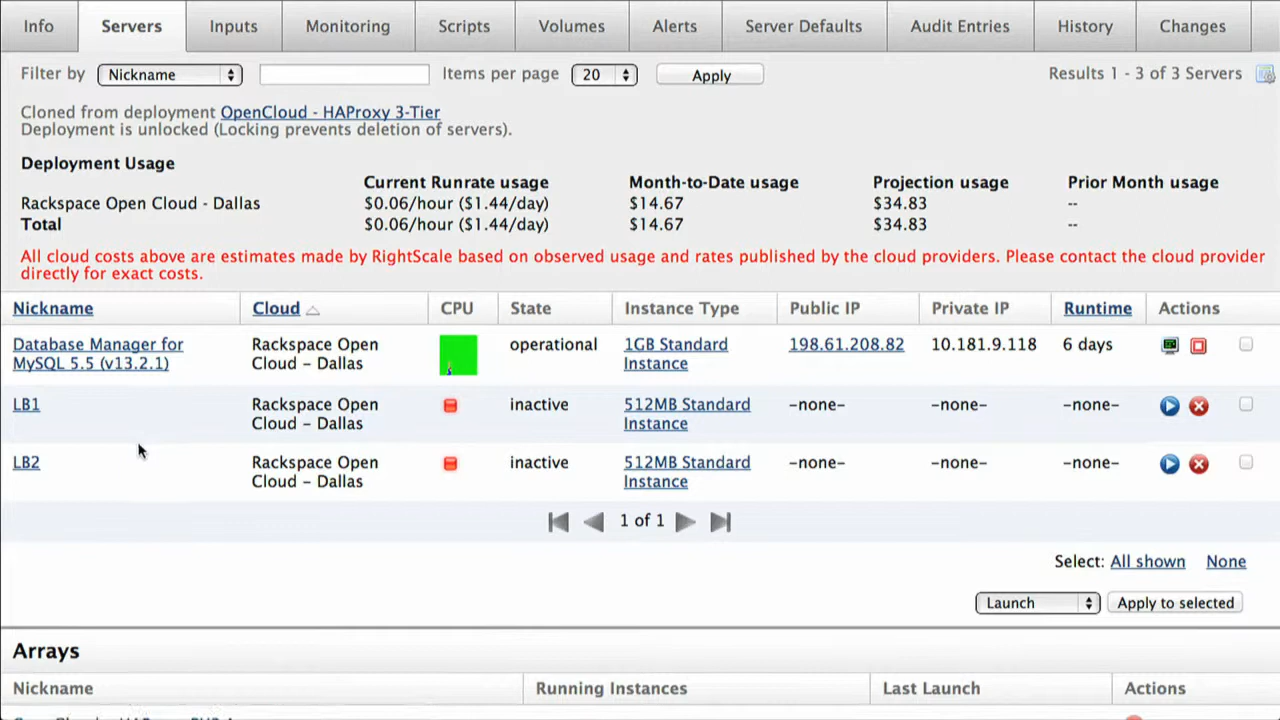 Info Servers Inputs Monitoring Scripts Volumes Alerts Server Defaults Audit Entries History Changes
Filter by Nickname Items per page 20 Apply Results 1 - 3 of 3 Servers
Cloned from deployment OpenCloud - HAProxy 3-Tier
Deployment is unlocked (Locking prevents deletion of servers).
Deployment Usage
Current Runrate usage Month-to-Date usage Projection usage Prior Month usage
Rackspace Open Cloud - Dallas $0.06/hour ($1.44/day) $14.67 $34.83 --
Total $0.06/hour ($1.44/day) $14.67 $34.83 --
All cloud costs above are estimates made by RightScale based on observed usage and rates published by the cloud providers. Please contact the cloud provider
directly for exact costs.
Nickname Cloud CPU State Instance Type Public IP Private IP Runtime Actions
Database Manager for Rackspace Open operational 1GB Standard 198.61.208.82 10.181.9.118 6 days
MySQL 5.5 (v13.2.1) Cloud - Dallas Instance
LB1 Rackspace Open inactive 512MB Standard -none- -none- -none-
Cloud - Dallas Instance
LB2 Rackspace Open inactive 512MB Standard -none- -none- -none-
Cloud - Dallas Instance
1 of 1
Select: All shown None
Launch Apply to selected
Arrays
Nickname Running Instances Last Launch Actions